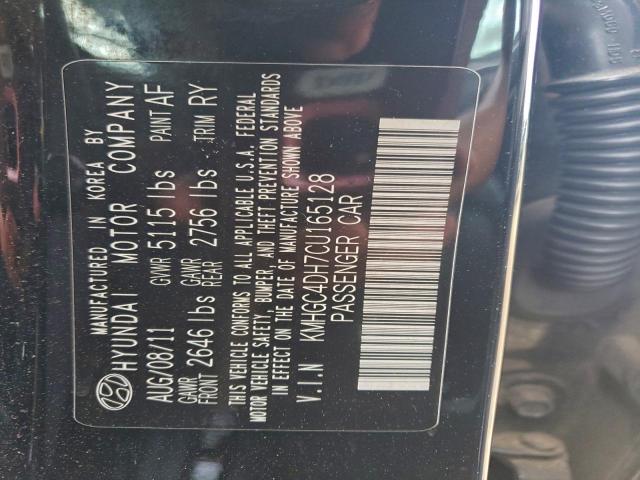 MANUFACTURED IN KOREA BY
HYUNDAI MOTOR COMPANY
AUG/08/11 GVWR 5115 lbs PAINT AF
GAWR FRONT 2646 lbs GAWR REAR 2756 lbs TRIM RY
THIS VEHICLE CONFORMS TO ALL APPLICABLE U.S.A. FEDERAL
MOTOR VEHICLE SAFETY, BUMPER, AND THEFT PREVENTION STANDARDS
IN EFFECT ON THE DATE OF MANUFACTURE SHOWN ABOVE
V.I.N KMHGC4DH7CU165128
PASSENGER CAR